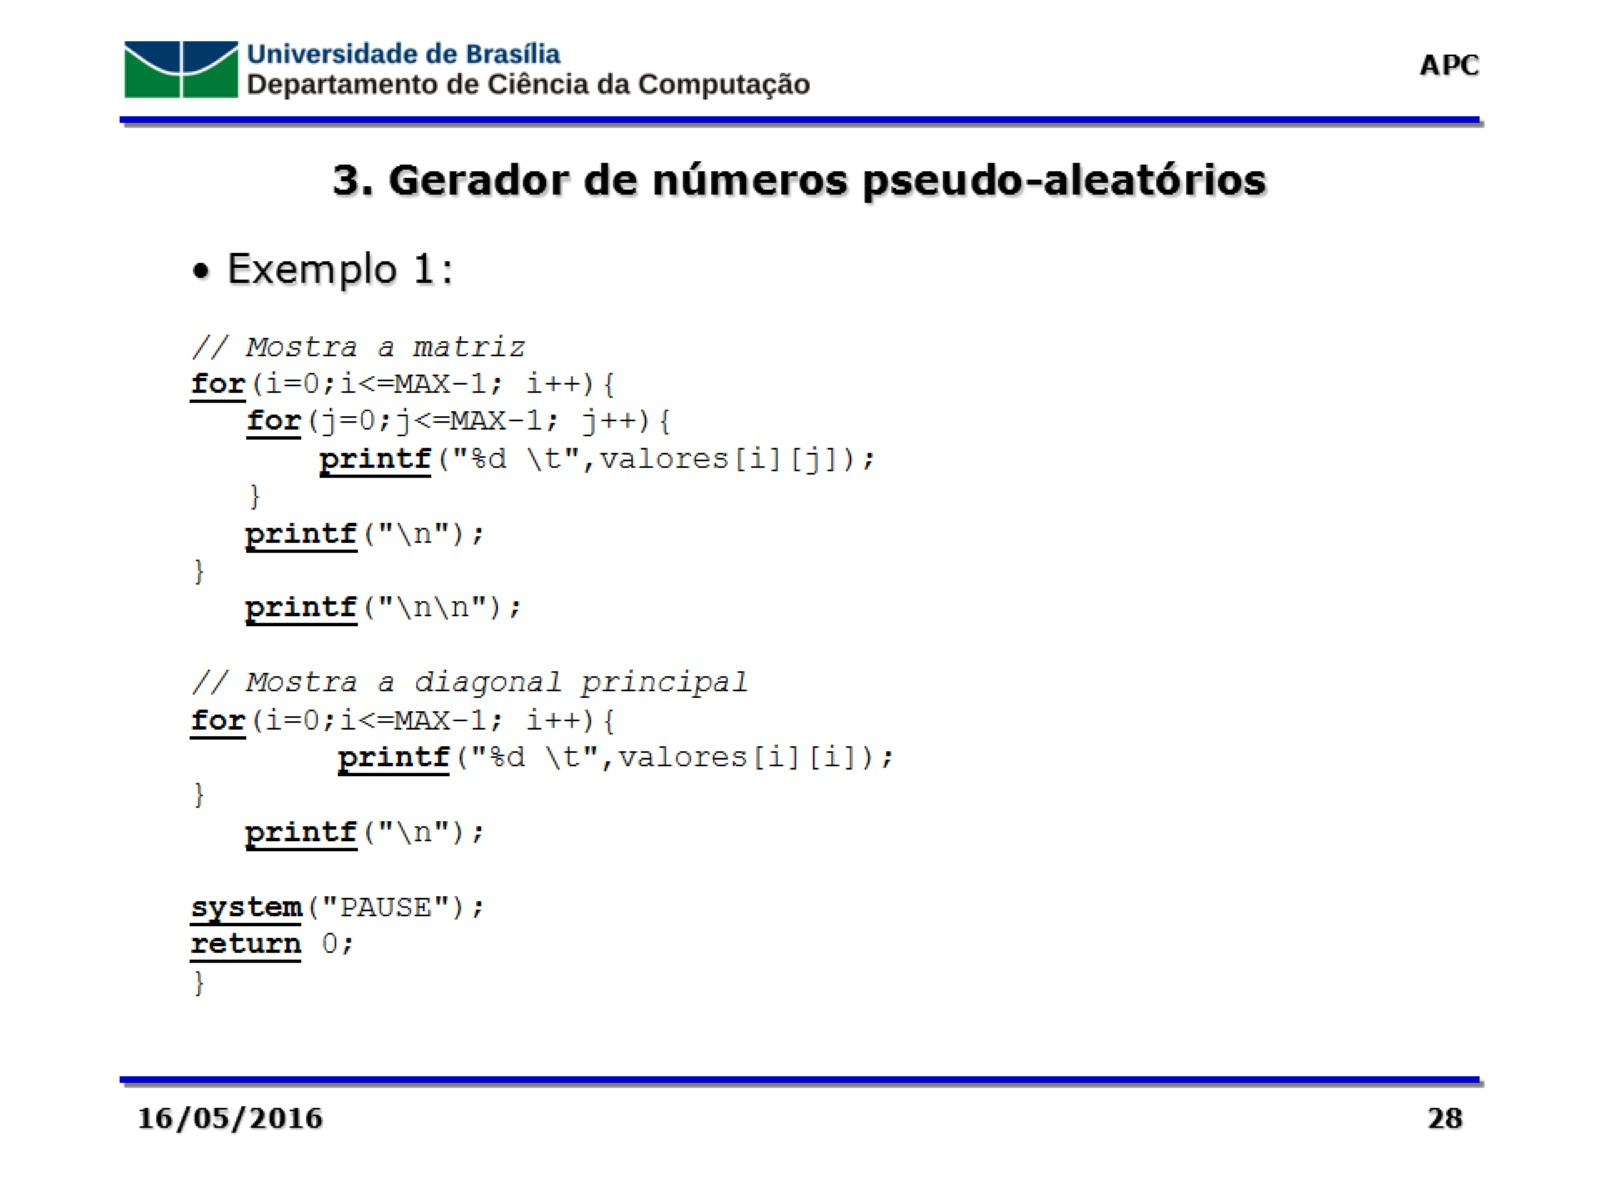 Universidade de Brasília
Departamento de Ciência da Computação
APC
3. Gerador de números pseudo-aleatórios
• Exemplo 1:
// Mostra a matriz
for(i=0;i<=MAX-1; i++){
for(j=0;j<=MAX-1; j++){
printf("%d \t",valores[i][j]);
}
printf("\n");
}
printf("\n\n");
// Mostra a diagonal principal
for(i=0;i<=MAX-1; i++){
printf("%d \t",valores[i][i]);
}
printf("\n");
system("PAUSE");
return 0;
}
16/05/2016
28